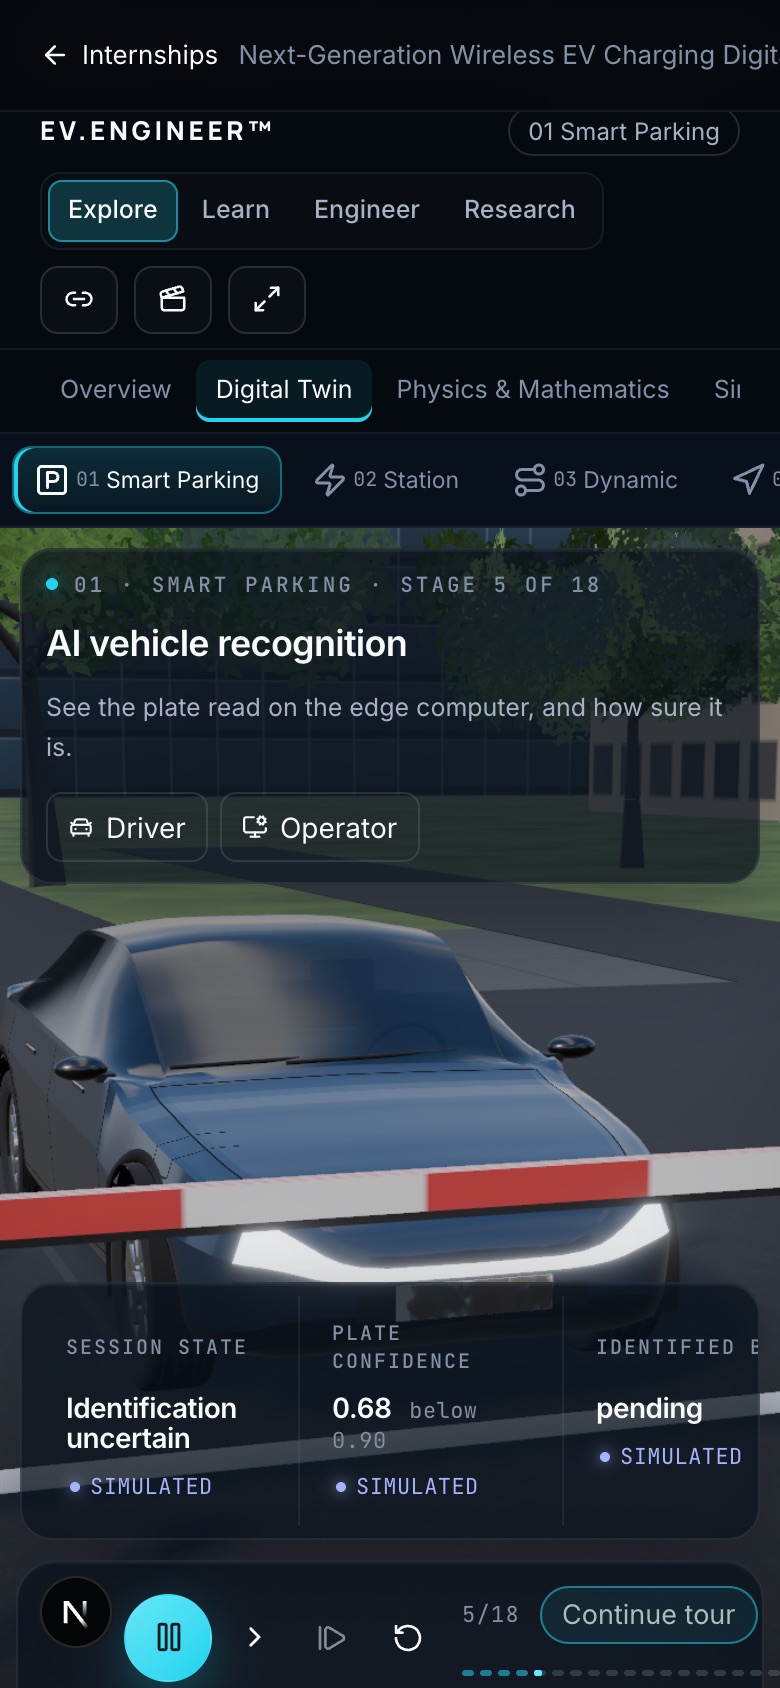 Internships Next-Generation Wireless EV Charging Digit
EV.ENGINEER™ 01 Smart Parking
Explore Learn Engineer Research
Overview Digital Twin Physics & Mathematics
01 Smart Parking 02 Station 03 Dynamic
01 · SMART PARKING · STAGE 5 OF 18
AI vehicle recognition
See the plate read on the edge computer, and how sure it
is.
Driver Operator
SESSION STATE
Identification
uncertain
SIMULATED
PLATE
CONFIDENCE
0.68 below
0.90
SIMULATED
IDENTIFIED
pending
SIMULATED
5/18 Continue tour